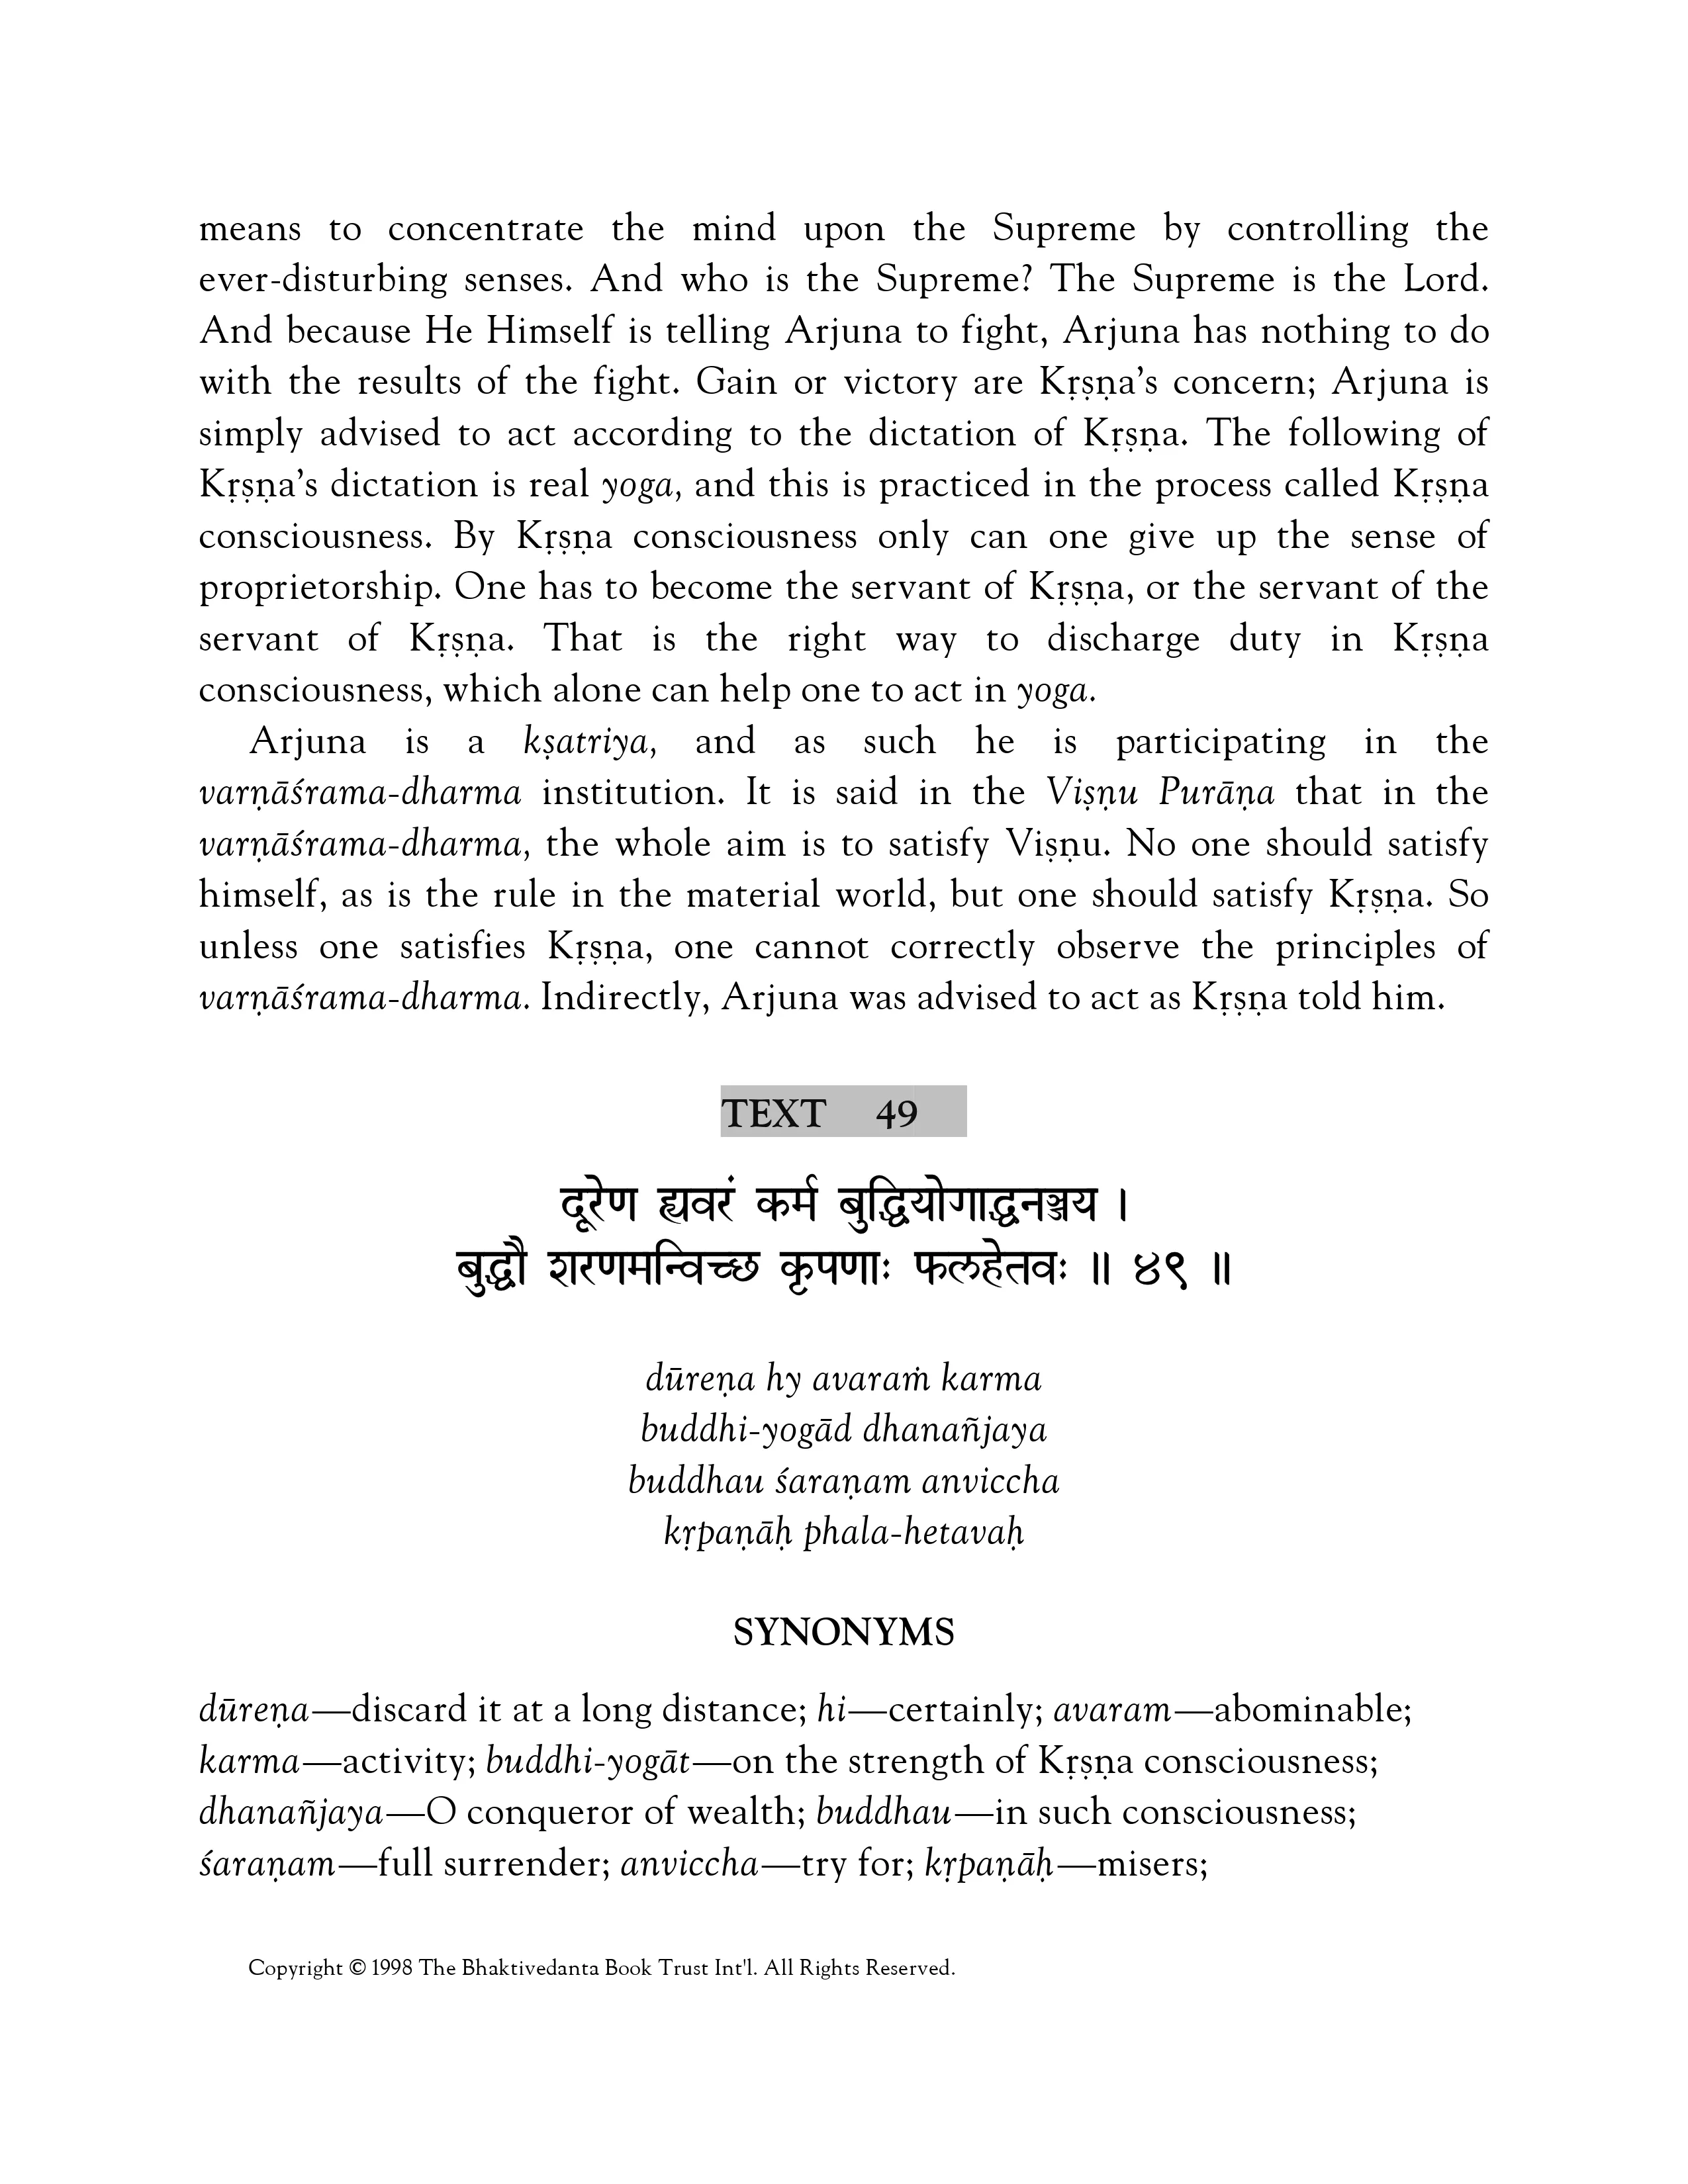 means to concentrate the mind upon the Supreme by controlling the
ever-disturbing senses. And who is the Supreme? The Supreme is the Lord.
And because He Himself is telling Arjuna to fight, Arjuna has nothing to do
with the results of the fight. Gain or victory are Kṛṣṇa’s concern; Arjuna is
simply advised to act according to the dictation of Kṛṣṇa. The following of
Kṛṣṇa’s dictation is real yoga, and this is practiced in the process called Kṛṣṇa
consciousness. By Kṛṣṇa consciousness only can one give up the sense of
proprietorship. One has to become the servant of Kṛṣṇa, or the servant of the
servant of Kṛṣṇa. That is the right way to discharge duty in Kṛṣṇa
consciousness, which alone can help one to act in yoga.
Arjuna is a kṣatriya, and as such he is participating in the
varṇāśrama-dharma institution. It is said in the Viṣṇu Purāṇa that in the
varṇāśrama-dharma, the whole aim is to satisfy Viṣṇu. No one should satisfy
himself, as is the rule in the material world, but one should satisfy Kṛṣṇa. So
unless one satisfies Kṛṣṇa, one cannot correctly observe the principles of
varṇāśrama-dharma. Indirectly, Arjuna was advised to act as Kṛṣṇa told him.
TEXT 49
दूरेण ह्यवरं कर्म बुद्धियोगाद्धनञ्जय ।
बुद्धौ शरणमन्विच्छ कृपणाः फलहेतवः ॥ ४९ ॥
dūreṇa hy avaraṁ karma
buddhi-yogād dhanañjaya
buddhau śaraṇam anviccha
kṛpaṇāḥ phala-hetavaḥ
SYNONYMS
dūreṇa—discard it at a long distance; hi—certainly; avaram—abominable;
karma—activity; buddhi-yogāt—on the strength of Kṛṣṇa consciousness;
dhanañjaya—O conqueror of wealth; buddhau—in such consciousness;
śaraṇam—full surrender; anviccha—try for; kṛpaṇāḥ—misers;
Copyright © 1998 The Bhaktivedanta Book Trust Int'l. All Rights Reserved.